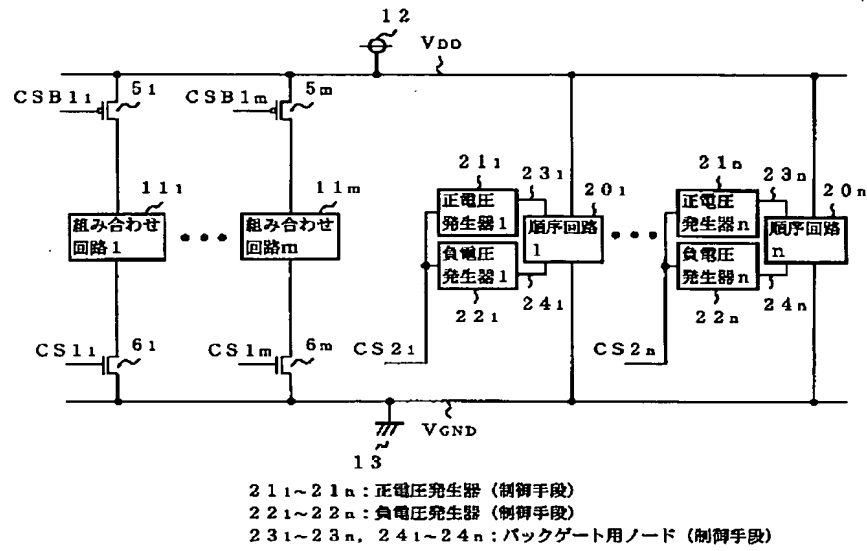 12
VDD
CSB1₁
5₁
CSB1m
5m
11₁
11m
21₁
23₁
20₁
21n
23n
20n
組み合わせ
回路1
組み合わせ
回路m
正電圧
発生器1
順序回路
1
正電圧
発生器n
順序回路
n
負電圧
発生器1
負電圧
発生器n
22₁
24₁
22n
24n
CS1₁
6₁
CS1m
6m
CS2₁
CS2n
VGND
13
21₁~21n:正電圧発生器(制御手段)
22₁~22n:負電圧発生器(制御手段)
23₁~23n,24₁~24n:バックゲート用ノード(制御手段)